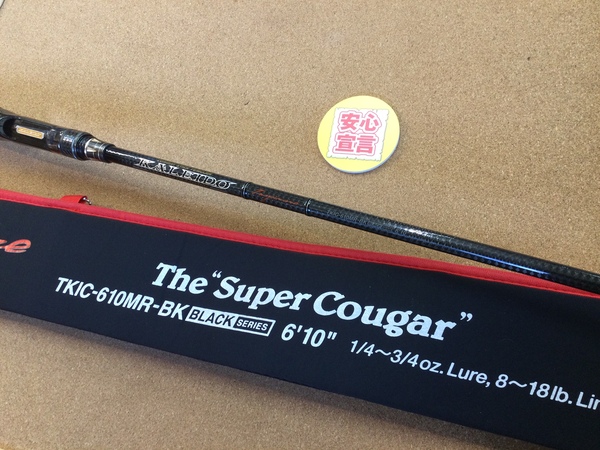 安心
宣言
KALEIDO
The "Super Cougar"
TKIC-610MR-BK BLACK SERIES 6'10" 1/4～3/4oz. Lure, 8～18lb.